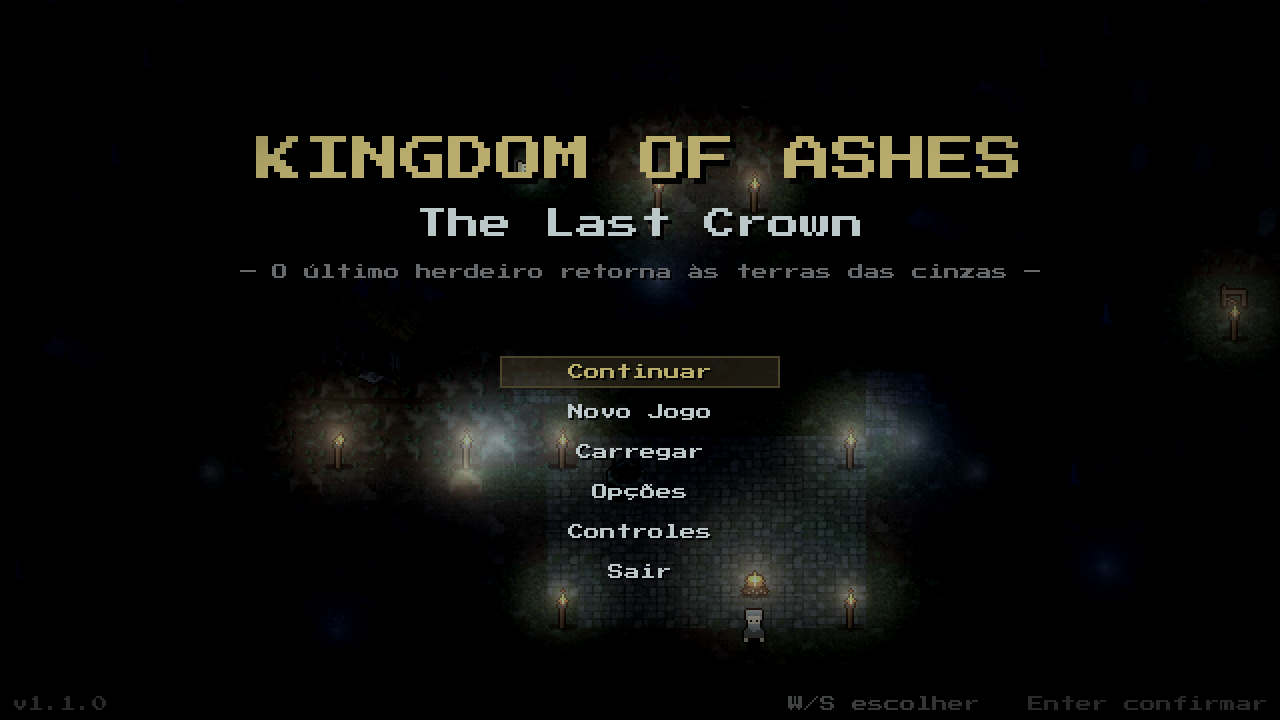 KINGDOM OF ASHES
The Last Crown
— O último herdeiro retorna às terras das cinzas —
Continuar
Novo Jogo
Carregar
Opções
Controles
Sair
v1.1.0
W/S escolher Enter confirmar